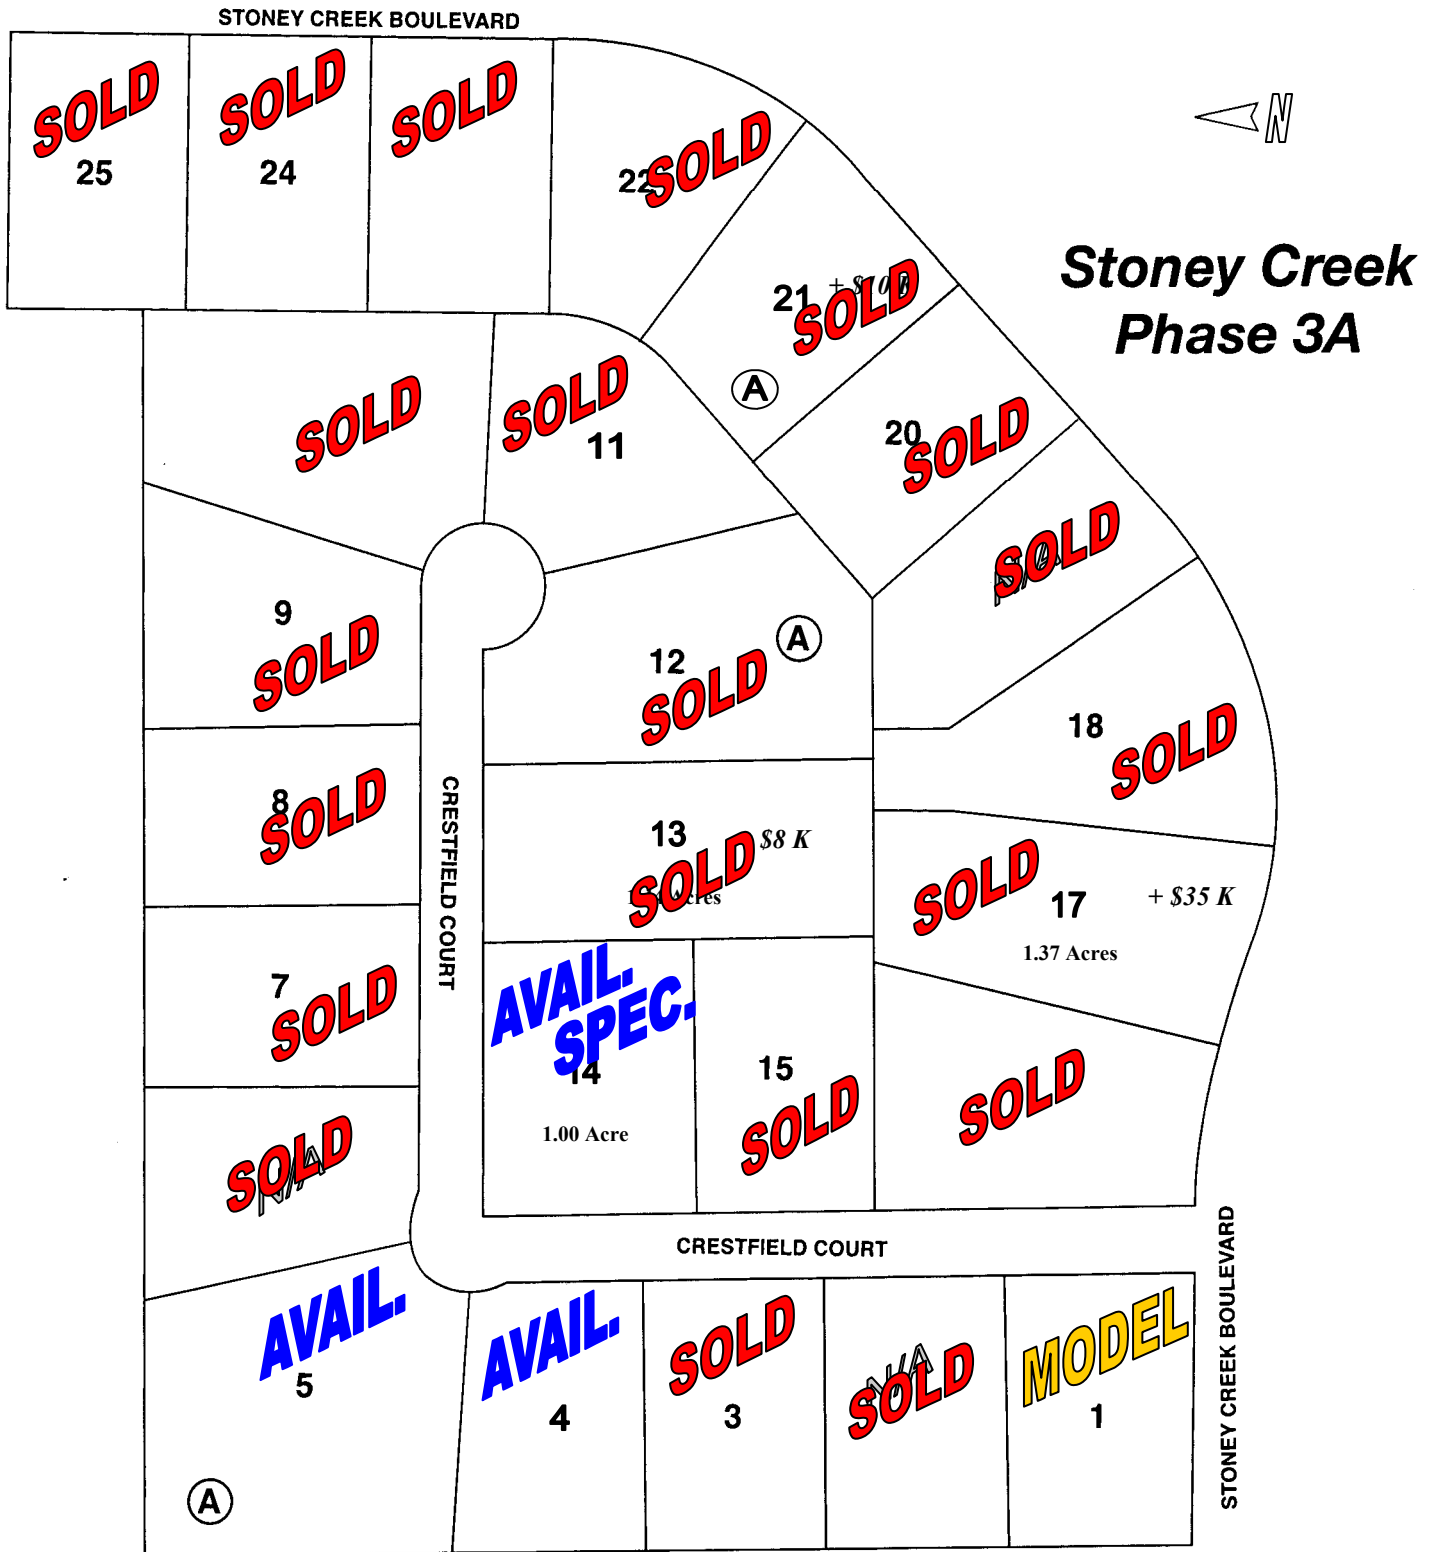 STONEY CREEK BOULEVARD
SOLD
25
SOLD
24
SOLD
SOLD
22
N
Stoney Creek
Phase 3A
+ $10 K
21
SOLD
A
SOLD
SOLD
11
20
SOLD
N/A
SOLD
9
SOLD
12
A
SOLD
18
SOLD
8
SOLD
CRESTFIELD COURT
13
$8 K
SOLD
Acres
SOLD
17
+ $35 K
1.37 Acres
7
SOLD
AVAIL.
SPEC.
14
1.00 Acre
15
SOLD
SOLD
SOLD
N/A
CRESTFIELD COURT
STONEY CREEK BOULEVARD
AVAIL.
5
A
AVAIL.
4
SOLD
3
N/A
SOLD
MODEL
1